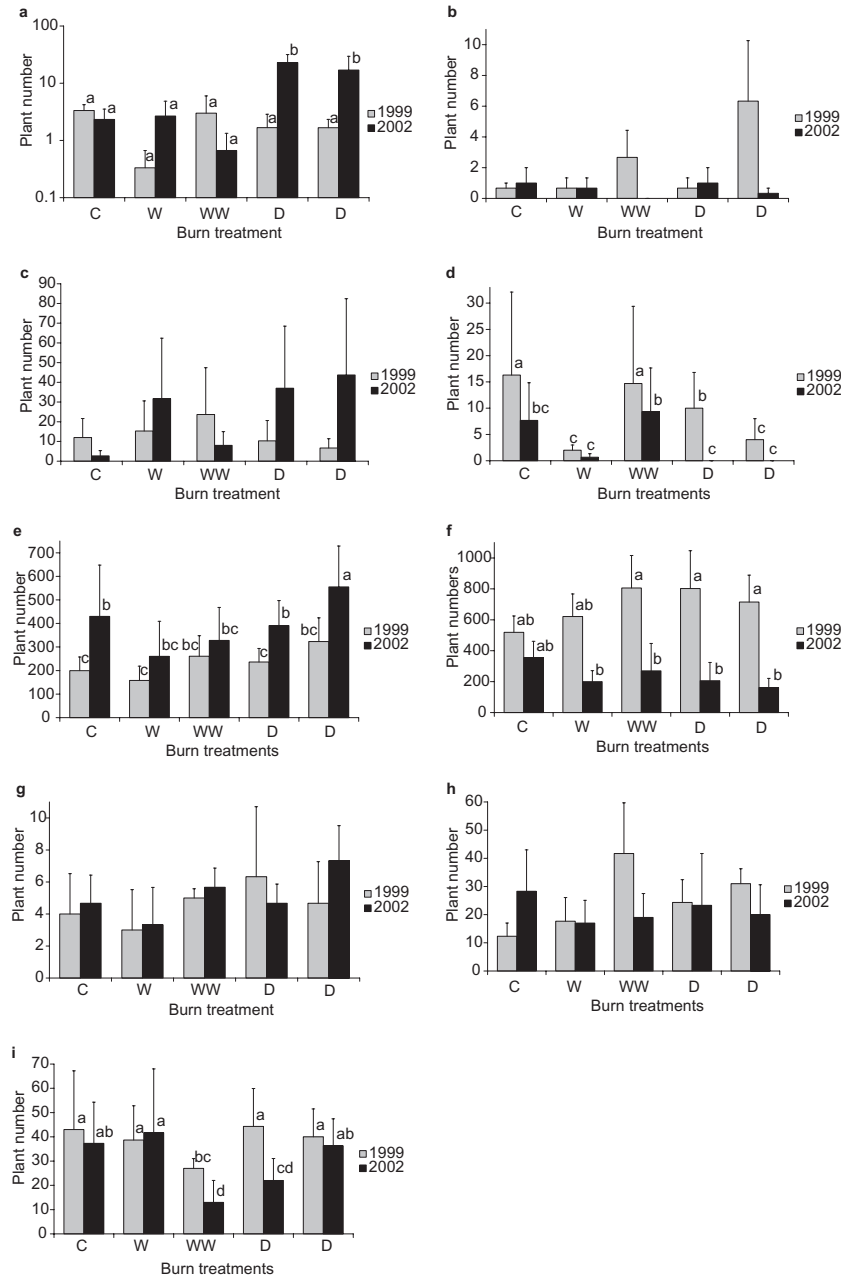 a
100
10
1
0.1
Plant number
a a
a a
a a
a b
a b
C W WW D D
Burn treatment
1999
2002
b
10
8
6
4
2
0
Plant number
C W WW D D
Burn treatment
1999
2002
c
90
80
70
60
50
40
30
20
10
0
Plant number
C W WW D D
Burn treatment
1999
2002
d
30
25
20
15
10
5
0
Plant number
a bc
c c
a b
b c
c c
C W WW D D
Burn treatments
1999
2002
e
700
600
500
400
300
200
100
0
Plant number
c b
c bc
bc bc
c b
bc a
C W WW D D
Burn treatments
1999
2002
f
1000
800
600
400
200
0
Plant numbers
ab ab
ab b
a b
a b
a b
C W WW D D
Burn treatments
1999
2002
g
10
8
6
4
2
0
Plant number
C W WW D D
Burn treatment
1999
2002
h
60
50
40
30
20
10
0
Plant number
C W WW D D
Burn treatments
1999
2002
i
70
60
50
40
30
20
10
0
Plant number
a ab
a a
bc d
a cd
a ab
C W WW D D
Burn treatments
1999
2002